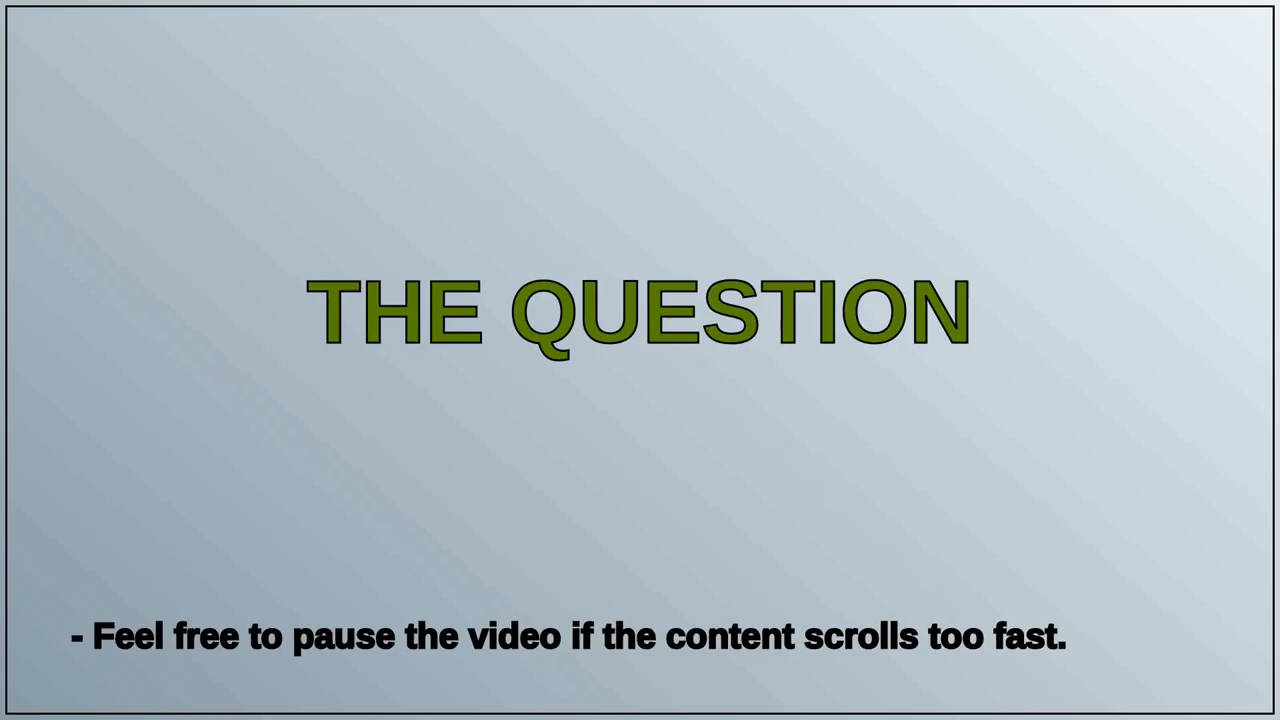 THE QUESTION
- Feel free to pause the video if the content scrolls too fast.